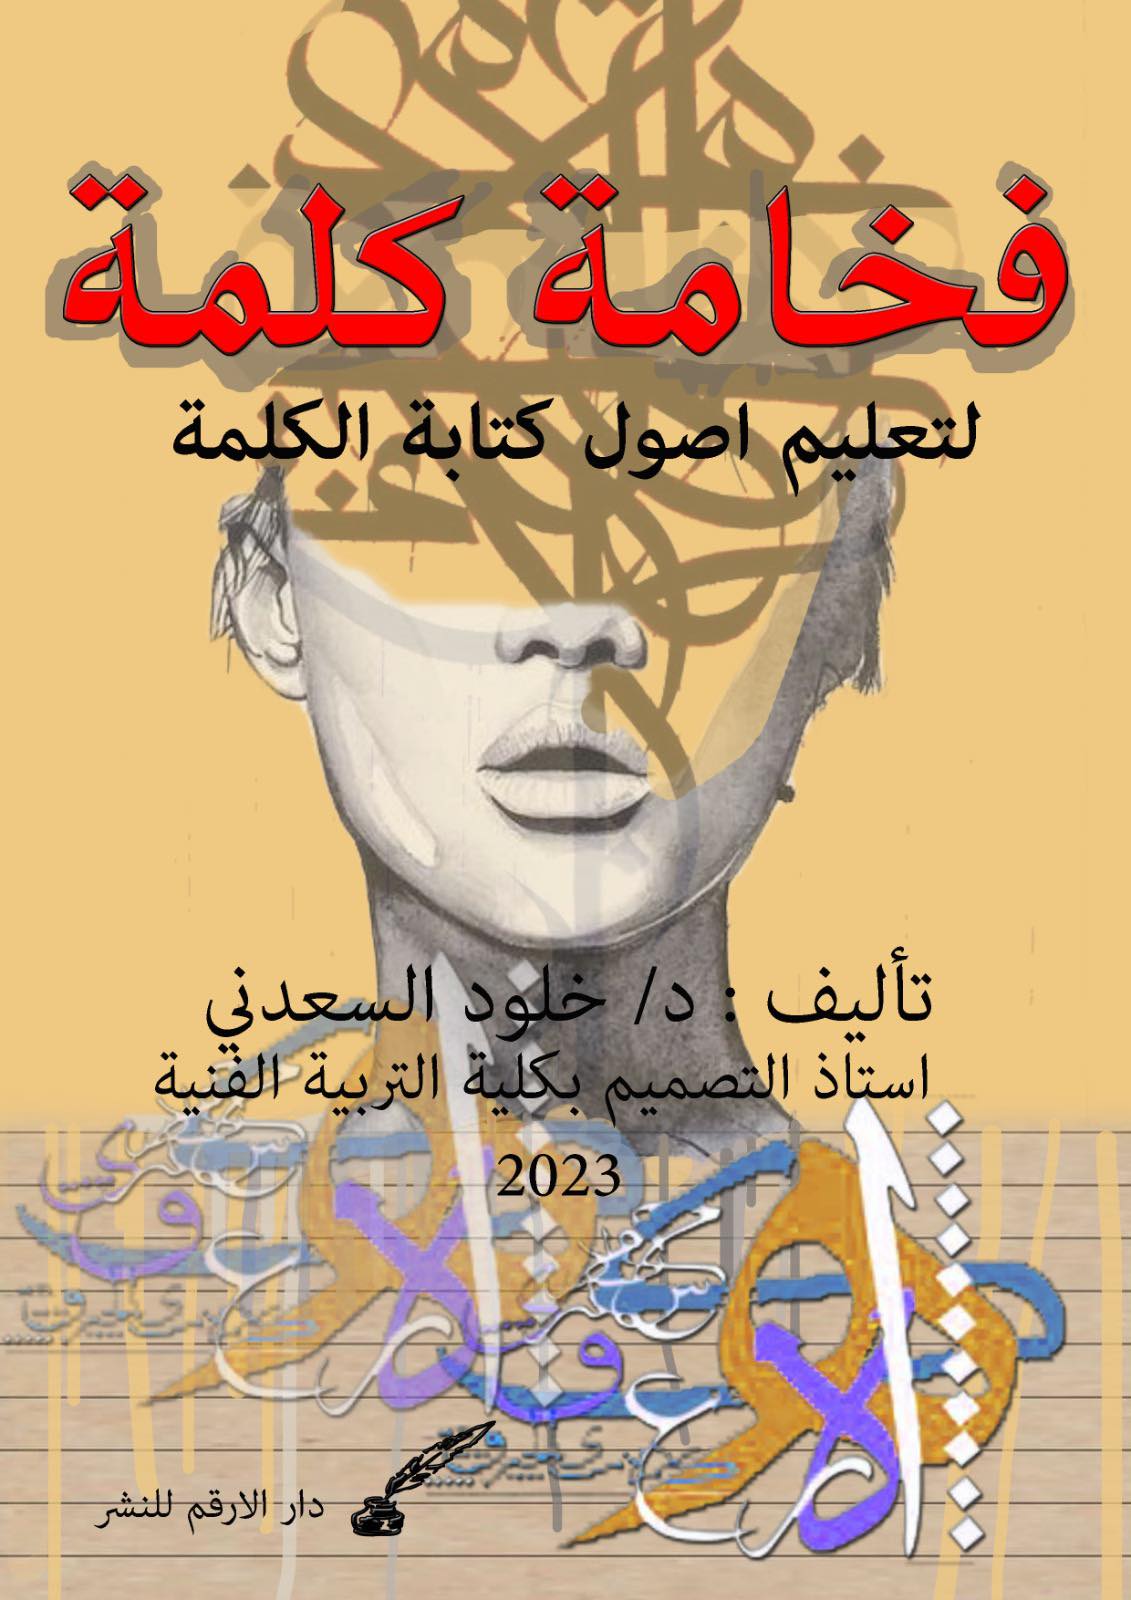 فخامة كلمة
لتعليم اصول كتابة الكلمة
تأليف : د/ خلود السعدني
استاذ التصميم بكلية التربية الفنية
2023
دار الارقم للنشر